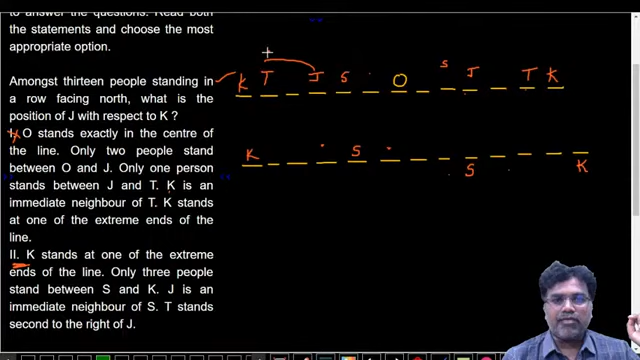 to answer the questions. Read both
the statements and choose the most
appropriate option.
Amongst thirteen people standing in
a row facing north, what is the
position of J with respect to K ?
I. O stands exactly in the centre of
the line. Only two people stand
between O and J. Only one person
stands between J and T. K is an
immediate neighbour of T. K stands
at one of the extreme ends of the
line.
II. K stands at one of the extreme
ends of the line. Only three people
stand between S and K. J is an
immediate neighbour of S. T stands
second to the right of J.
K T J S O S J T K
K S S K